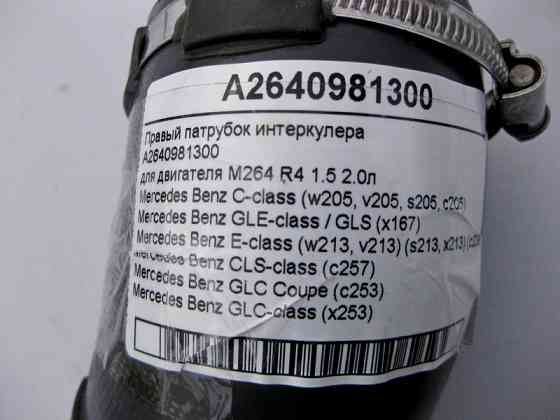 A2640981300
Правый патрубок интеркулера
A2640981300
для двигателя M264 R4 1.5 2.0л
Mercedes Benz C-class (w205, v205, s205, c205)
Mercedes Benz GLE-class / GLS (x167)
Mercedes Benz E-class (w213, v213) (s213, x213)
Mercedes Benz CLS-class (c257)
Mercedes Benz GLC Coupe (c253)
Mercedes Benz GLC-class (x253)